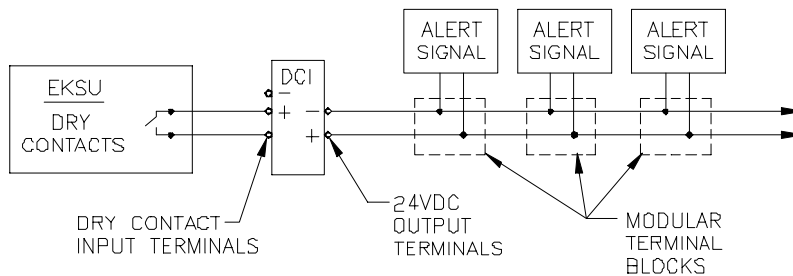 ALERT
SIGNAL
ALERT
SIGNAL
ALERT
SIGNAL
EKSU
DRY
CONTACTS
DCI
−
+ −
+
DRY CONTACT
INPUT TERMINALS
24VDC
OUTPUT
TERMINALS
MODULAR
TERMINAL
BLOCKS